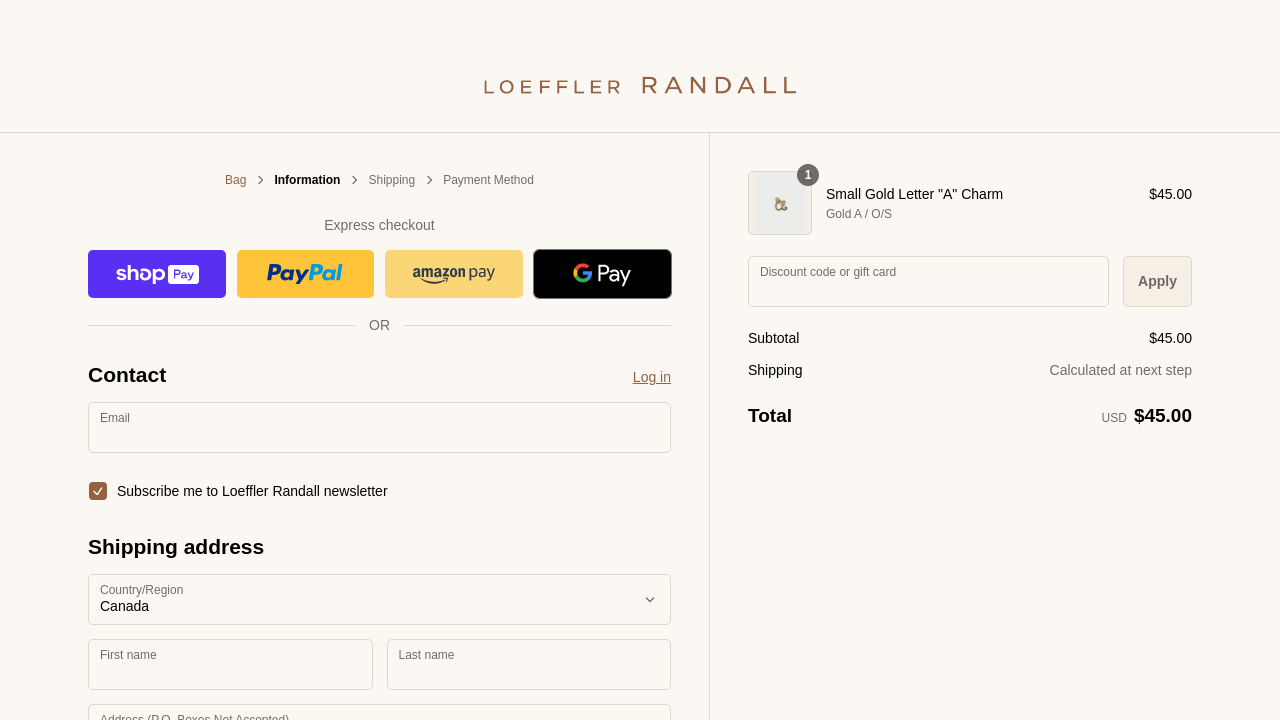 LOEFFLER RANDALL
Bag
Information
Shipping
Payment Method
Express checkout
shop Pay
PayPal
amazon pay
G Pay
OR
Contact
Log in
Email
Subscribe me to Loeffler Randall newsletter
Shipping address
Country/Region
Canada
First name
Last name
Address (P.O. Boxes Not Accepted)
1
Small Gold Letter "A" Charm
$45.00
Gold A / O/S
Discount code or gift card
Apply
Subtotal
$45.00
Shipping
Calculated at next step
Total
USD $45.00